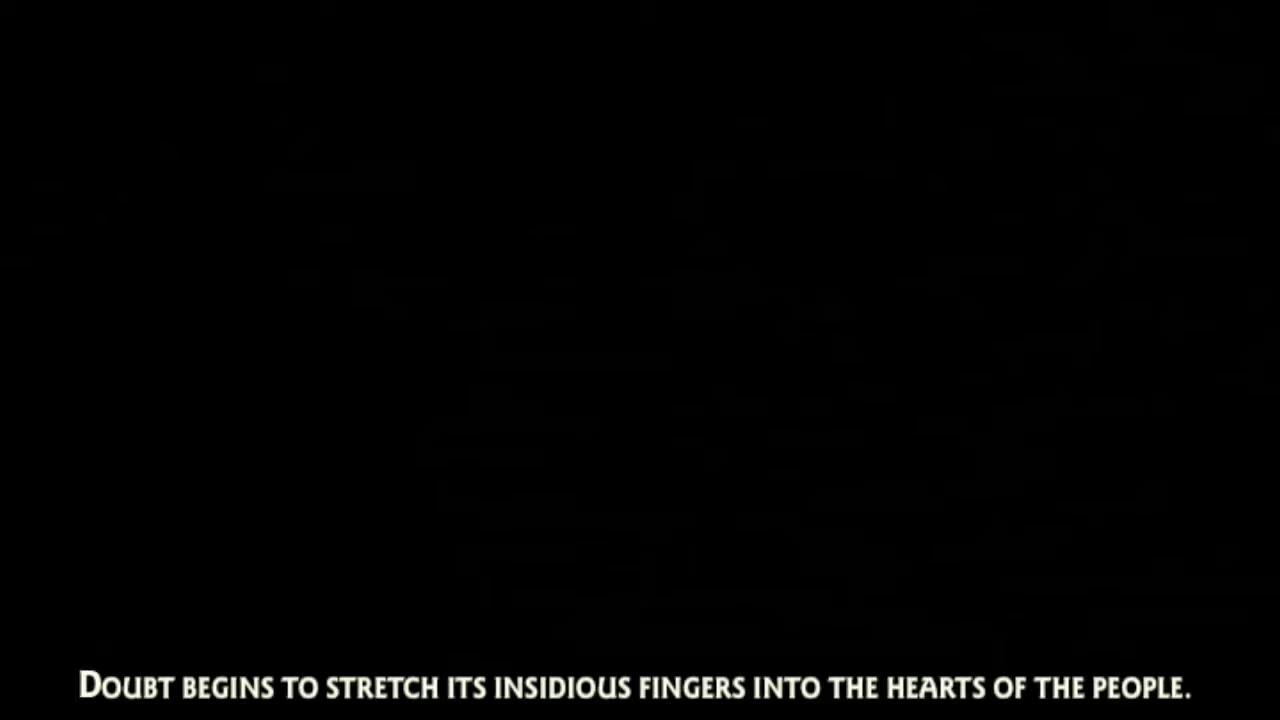 Doubt begins to stretch its insidious fingers into the hearts of the people.